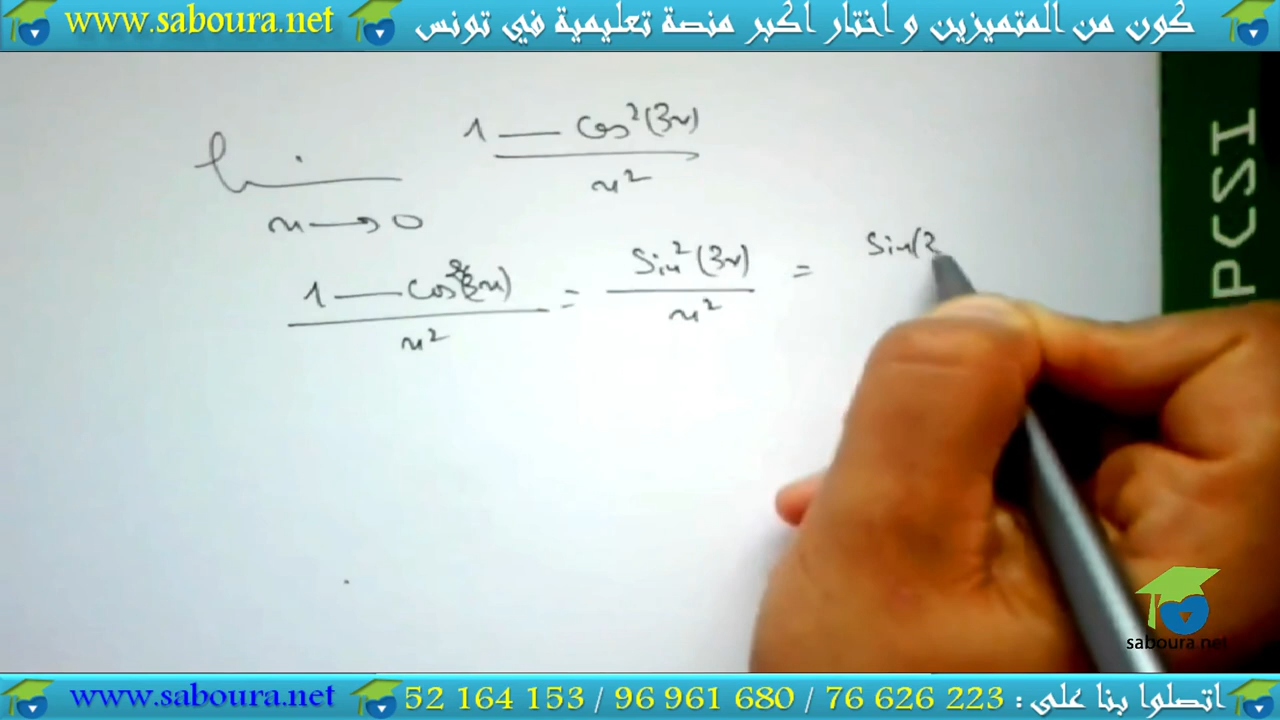 www.saboura.net كون من المتميزين و اختار اكبر منصة تعليمية في تونس
lim x→0 1 — cos²(3x) / x²
1 — cos²(3x) / x² = Sin²(3x) / x² = Sin(3
PCSI
saboura.net
www.saboura.net اتصلوا بنا على : 52 164 153 / 96 961 680 / 76 626 223